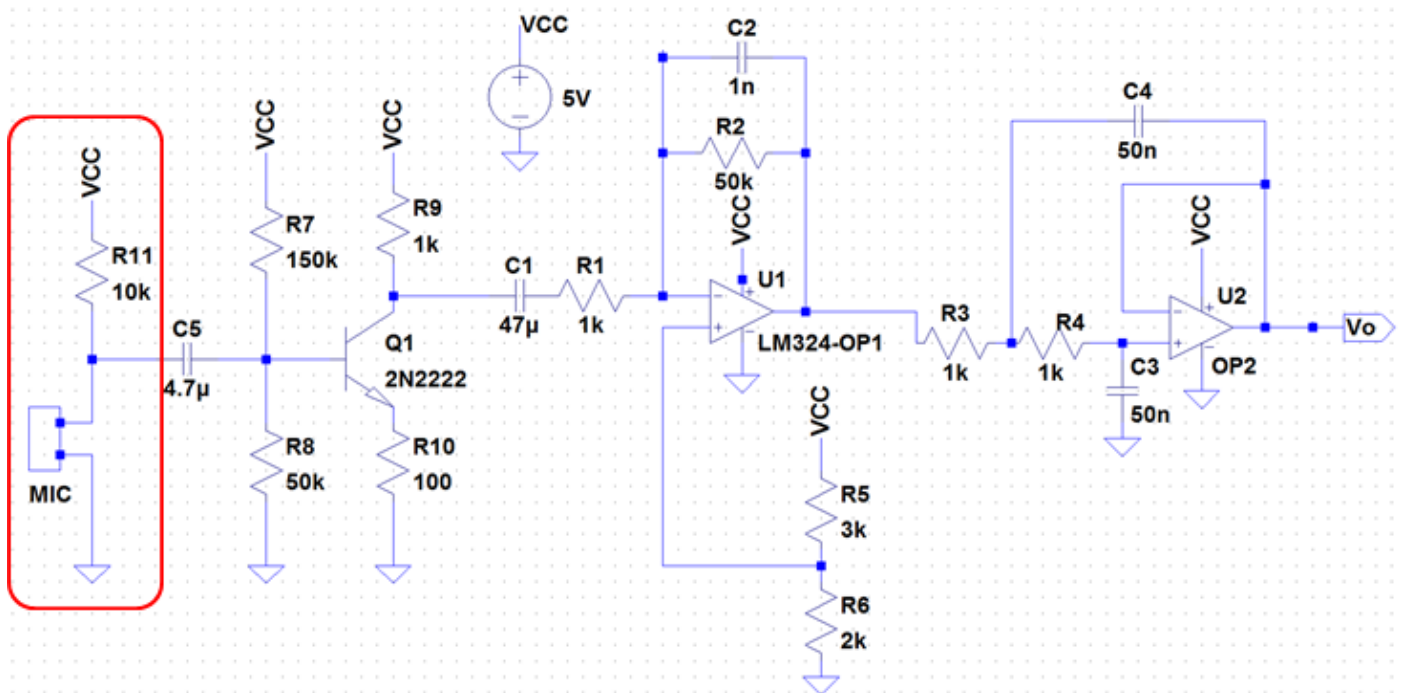 VCC
R11
10k
MIC
C5
4.7µ
VCC
R7
150k
R8
50k
VCC
R9
1k
Q1
2N2222
R10
100
VCC
5V
C1
47µ
R1
1k
C2
1n
R2
50k
VCC
U1
LM324-OP1
VCC
R5
3k
R6
2k
R3
1k
R4
1k
C4
50n
C3
50n
VCC
U2
OP2
Vo